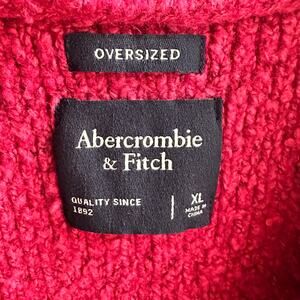 OVERSIZED
Abercrombie
& Fitch
QUALITY SINCE
1892
XL
MADE IN
CHINA